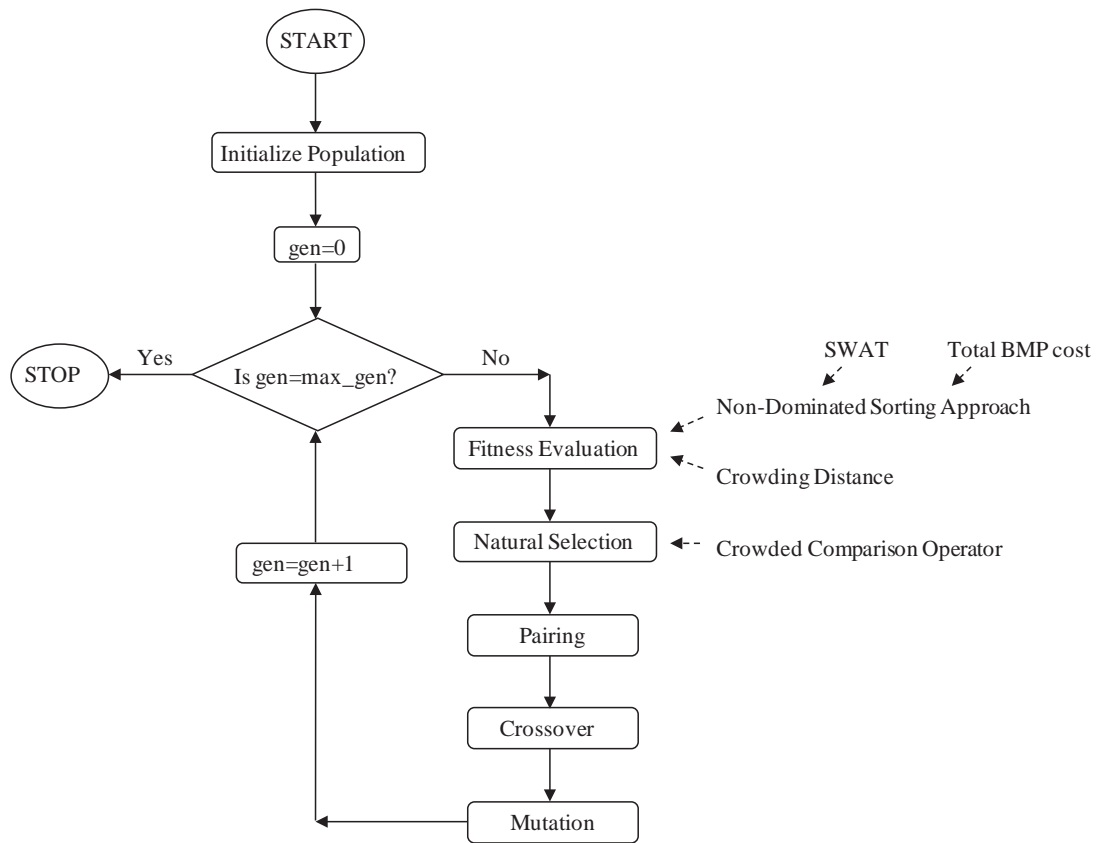 START
Initialize Population
gen=0
Is gen=max_gen?
Yes
STOP
No
SWAT
Total BMP cost
Non-Dominated Sorting Approach
Fitness Evaluation
Crowding Distance
Natural Selection
Crowded Comparison Operator
gen=gen+1
Pairing
Crossover
Mutation